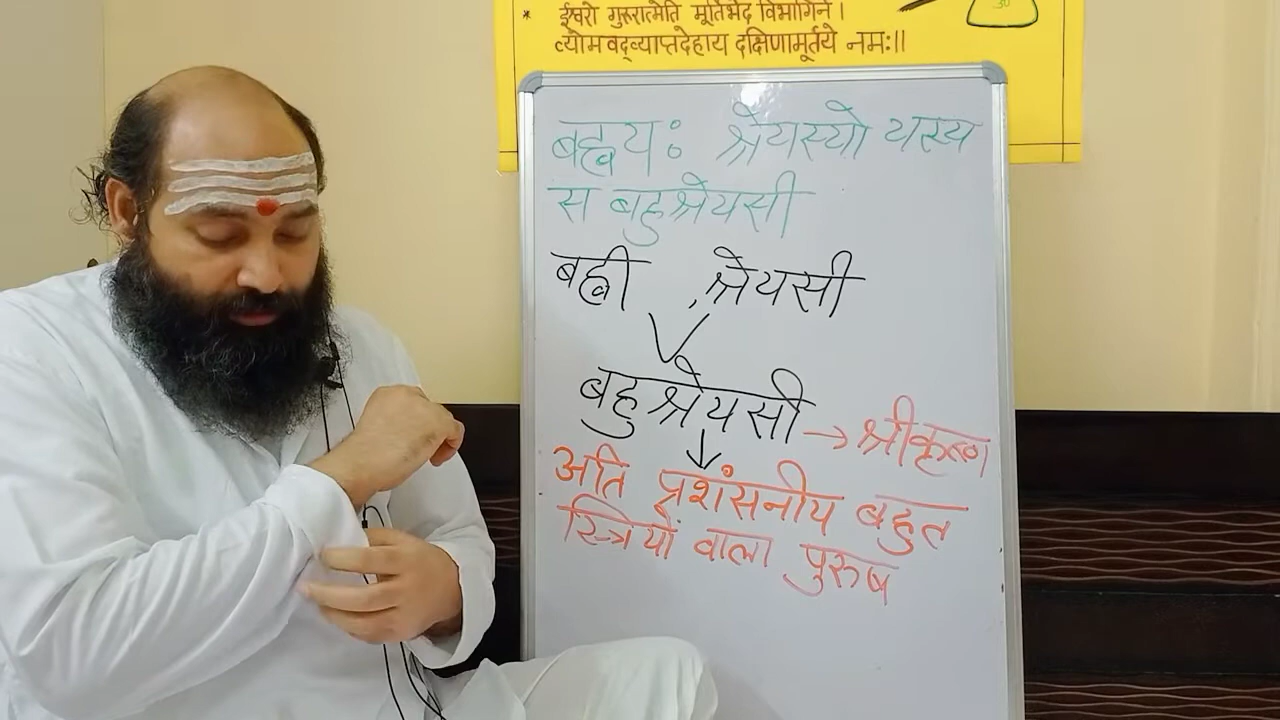 * ईश्वरो गुरुरात्मेति मूर्तिभेद विभागिने।
व्योमवद्व्याप्तदेहाय दक्षिणामूर्तये नमः॥
बह्व्यः श्रेयस्यो यस्य
स बहुश्रेयसी
बह्वी , श्रेयसी
बहुश्रेयसी → श्रीकृष्ण
अति प्रशंसनीय बहुत
स्त्रियों वाला पुरुष